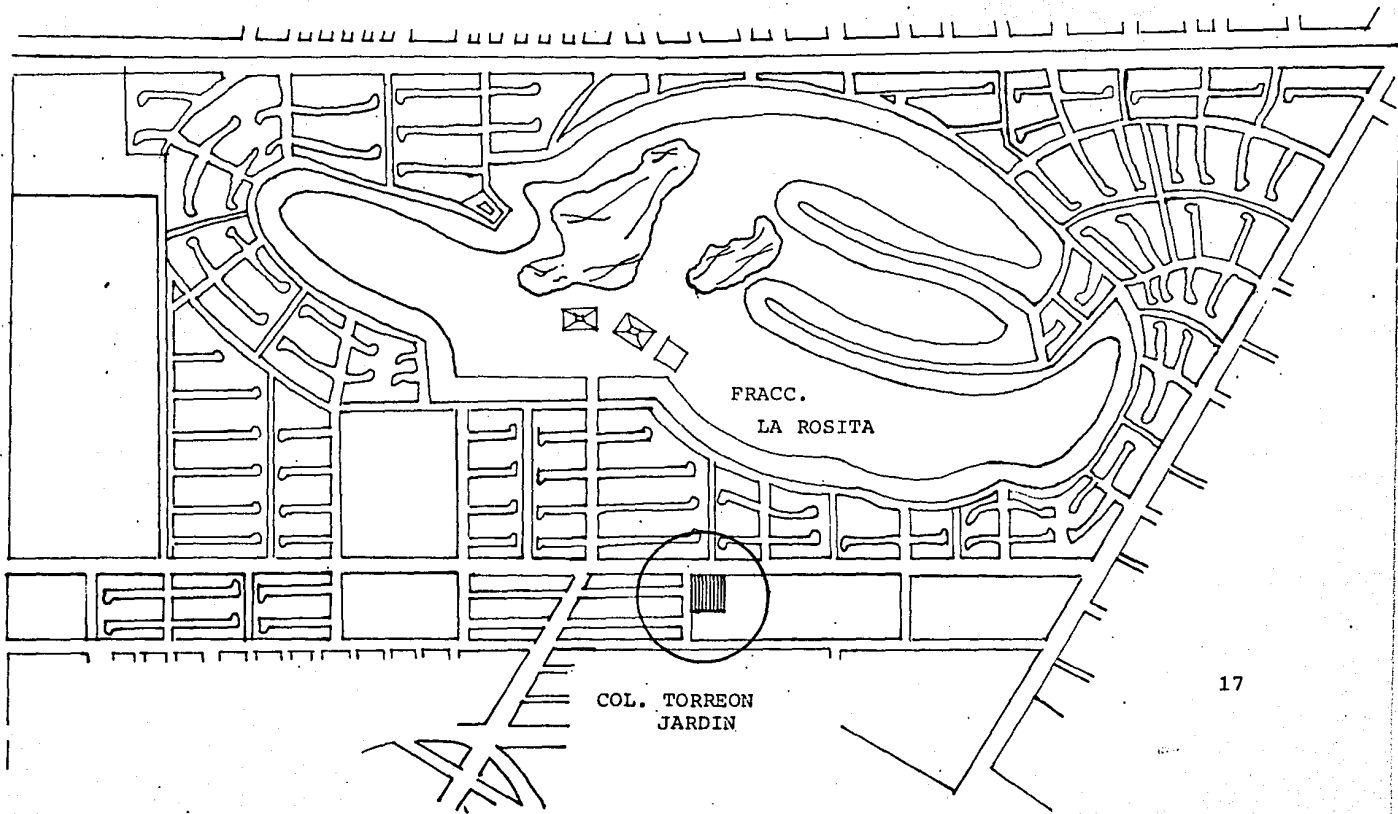 FRACC.
LA ROSITA
COL. TORREON
JARDIN
17